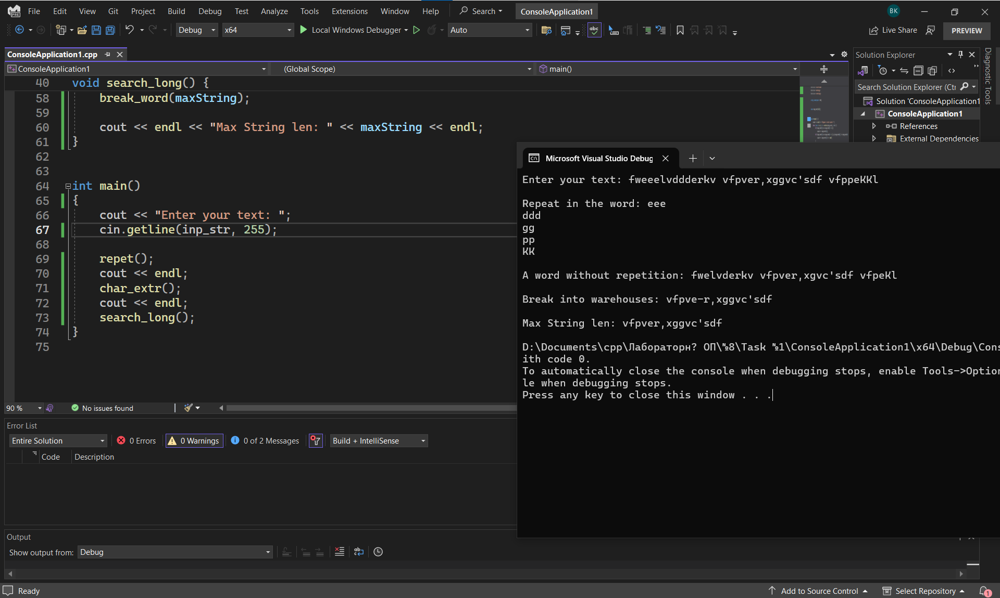 File Edit View Git Project Build Debug Test Analyze Tools Extensions Window Help Search ConsoleApplication1 BK
PRE
Debug x64 Local Windows Debugger Auto abc Live Share PREVIEW
ConsoleApplication1.cpp
Solution Explorer
Diagnostic Tools
ConsoleApplication1 (Global Scope) main()
Search Solution Explorer (Ctr
Solution 'ConsoleApplication1
ConsoleApplication1
References
External Dependencies
40 void search_long() {
58 break_word(maxString);
59
60 cout << endl << "Max String len: " << maxString << endl;
61 }
62
63
64 int main()
65 {
66 cout << "Enter your text: ";
67 cin.getline(inp_str, 255);
68
69 repet();
70 cout << endl;
71 char_extr();
72 cout << endl;
73 search_long();
74 }
75
Microsoft Visual Studio Debug
Enter your text: fweeelvddderkv vfpver,xggvc'sdf vfppeKKl
Repeat in the word: eee
ddd
gg
pp
KK
A word without repetition: fwelvderkv vfpver,xgvc'sdf vfpeKl
Break into warehouses: vfpve-r,xggvc'sdf
Max String len: vfpver,xggvc'sdf
D:\Documents\cpp\Лабораторн? ОП\№8\Task №1\ConsoleApplication1\x64\Debug\Cons
ith code 0.
To automatically close the console when debugging stops, enable Tools->Option
le when debugging stops.
Press any key to close this window . . .
90 % No issues found
Error List
Entire Solution 0 Errors 0 Warnings 0 of 2 Messages Build + IntelliSense
Code Description
Output
Show output from: Debug
Ready Add to Source Control Select Repository 1